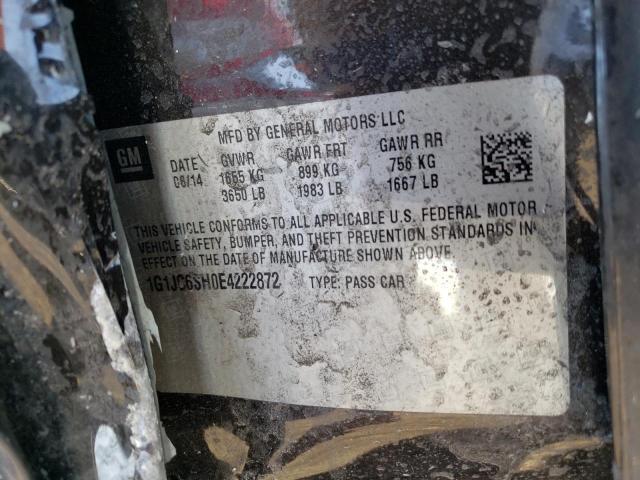 MFD BY GENERAL MOTORS LLC
GM
DATE GVWR GAWR FRT GAWR RR
06/14 1655 KG 899 KG 756 KG
3650 LB 1983 LB 1667 LB
THIS VEHICLE CONFORMS TO ALL APPLICABLE U.S. FEDERAL MOTOR
VEHICLE SAFETY, BUMPER, AND THEFT PREVENTION STANDARDS IN
EFFECT ON THE DATE OF MANUFACTURE SHOWN ABOVE.
1G1JC6SH0E4222872 TYPE: PASS CAR